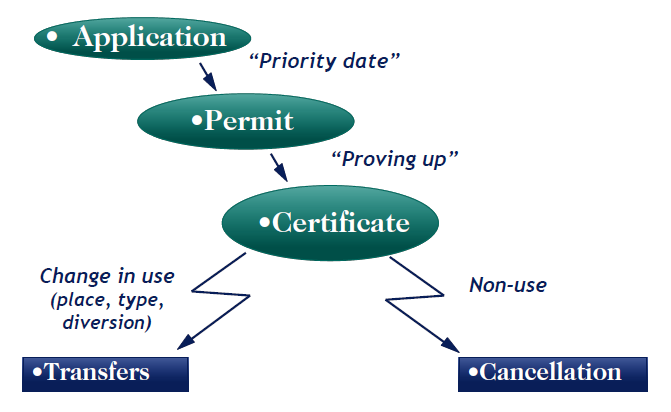 • Application
“Priority date”
•Permit
“Proving up”
•Certificate
Change in use
(place, type,
diversion)
Non-use
•Transfers
•Cancellation